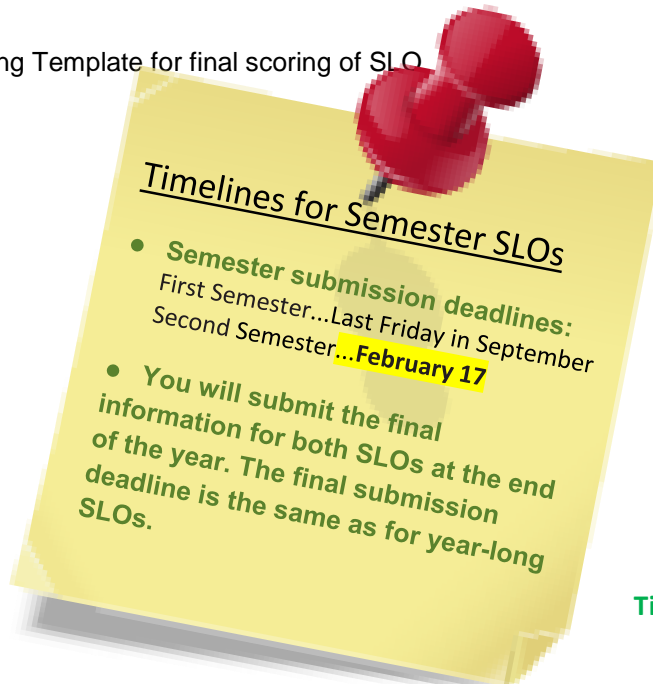 ng Template for final scoring of SLO
Timelines for Semester SLOs
● Semester submission deadlines:
First Semester...Last Friday in September
Second Semester...February 17
● You will submit the final
information for both SLOs at the end
of the year. The final submission
deadline is the same as for year-long
SLOs.
Ti